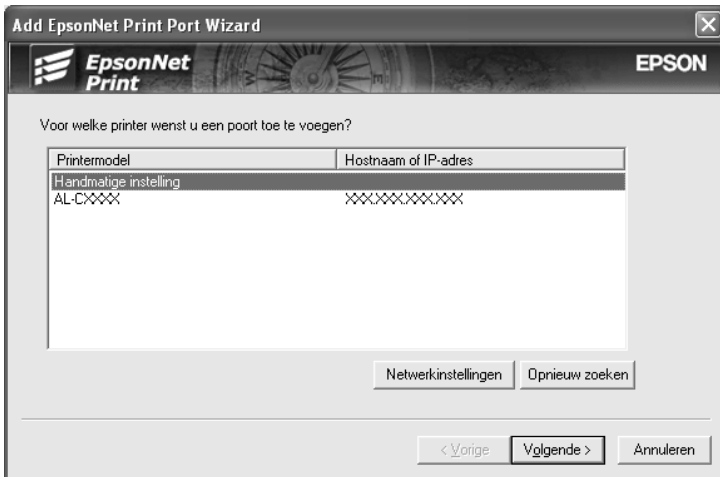 Add EpsonNet Print Port Wizard
EpsonNet
Print
EPSON
Voor welke printer wenst u een poort toe te voegen?
Printermodel Hostnaam of IP-adres
Handmatige instelling
AL-CXXXX XXX.XXX.XXX.XXX
Netwerkinstellingen Opnieuw zoeken
< Vorige Volgende > Annuleren